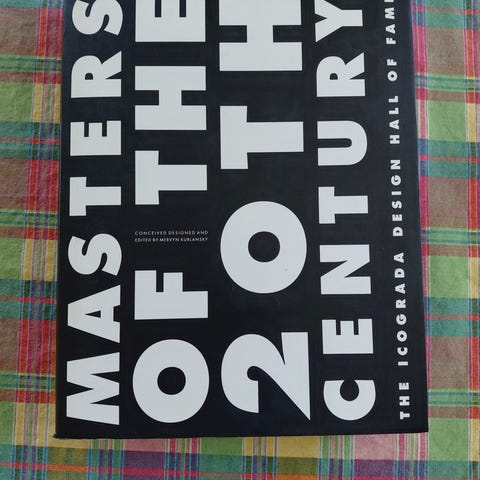 MASTERS
OF THE
CONCEIVED DESIGNED AND
EDITED BY MERVYN KURLANSKY
20TH
CENTURY
THE ICOGRADA DESIGN HALL OF FAME